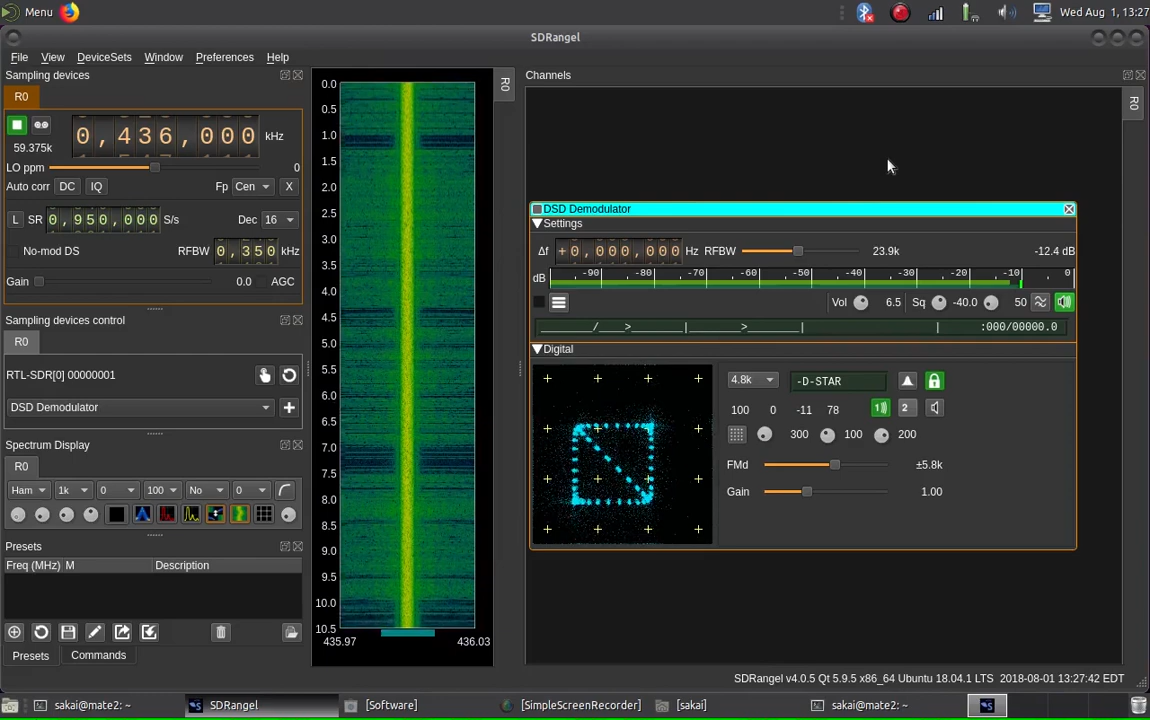 Menu
Wed Aug 1, 13:27
SDRangel
File View DeviceSets Window Preferences Help
Sampling devices
R0
0,436,000 kHz
59.375k
LO ppm 0
Auto corr DC IQ Fp Cen X
L SR 0,950,000 S/s Dec 16
No-mod DS RFBW 0,350 kHz
Gain 0.0 AGC
Sampling devices control
R0
RTL-SDR[0] 00000001
DSD Demodulator
Spectrum Display
R0
Ham 1k 0 100 No 0
Presets
Freq (MHz) M Description
Presets Commands
0.0
0.5
1.0
1.5
2.0
2.5
3.0
3.5
4.0
4.5
5.0
5.5
6.0
6.5
7.0
7.5
8.0
8.5
9.0
9.5
10.0
10.5
435.97 436.03
R0
Channels
R0
DSD Demodulator
Settings
Δf +0,000,000 Hz RFBW 23.9k -12.4 dB
dB -90 -80 -70 -60 -50 -40 -30 -20 -10 0
Vol 6.5 Sq -40.0 50
_______/____>________|_______>_______| | :000/00000.0
Digital
4.8k -D-STAR
100 0 -11 78 1 2
300 100 200
FMd ±5.8k
Gain 1.00
SDRangel v4.0.5 Qt 5.9.5 x86_64 Ubuntu 18.04.1 LTS 2018-08-01 13:27:42 EDT
sakai@mate2: ~ SDRangel [Software] [SimpleScreenRecorder] [sakai] sakai@mate2: ~